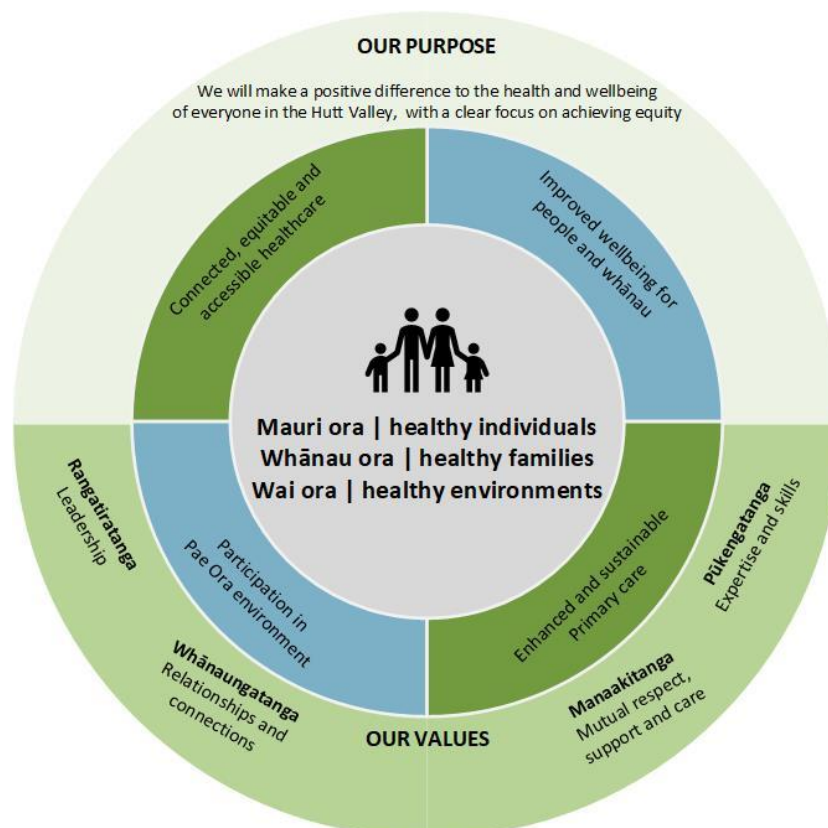 OUR PURPOSE
We will make a positive difference to the health and wellbeing
of everyone in the Hutt Valley, with a clear focus on achieving equity
Connected, equitable and
accessible healthcare
Improved wellbeing for
people and whānau
Mauri ora | healthy individuals
Whānau ora | healthy families
Wai ora | healthy environments
Participation in
Pae Ora environment
Enhanced and sustainable
Primary care
Rangatiratanga
Leadership
Whānaungatanga
Relationships and
connections
Manaakitanga
Mutual respect,
support and care
Pūkengatanga
Expertise and skills
OUR VALUES